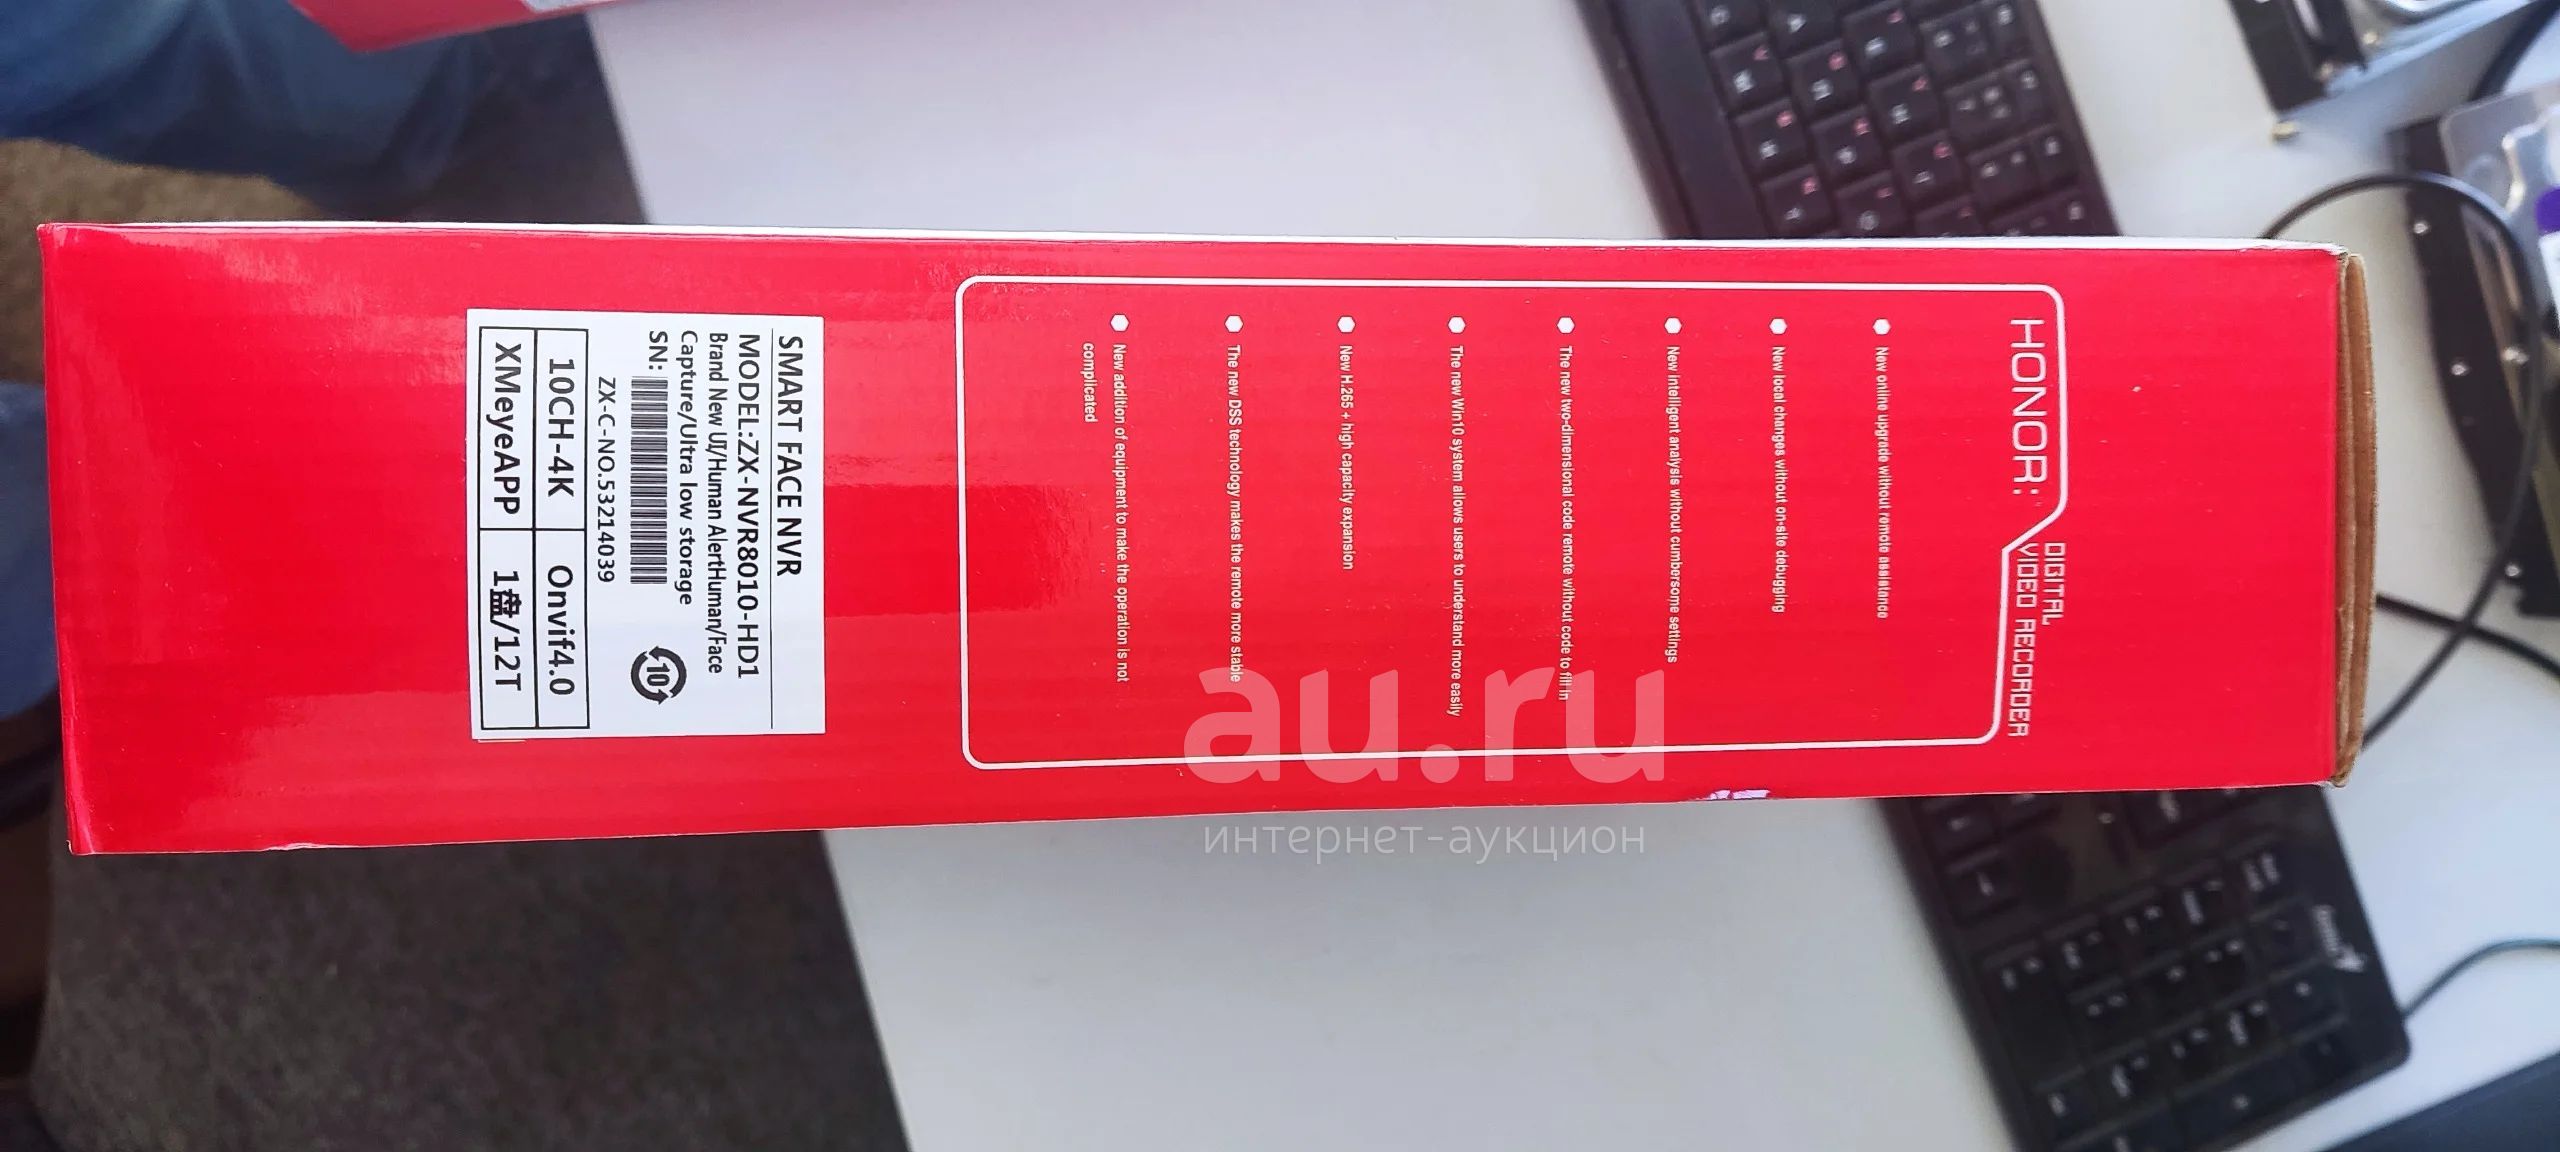 HONOR:
DIGITAL
VIDEO RECORDER
New online upgrade without remote assistance
New local changes without on-site debugging
New intelligent analysis without cumbersome settings
The new two-dimensional code remote without code to fill in
The new Win10 system allows users to understand more easily
New H.265 + high capacity expansion
The new DSS technology makes the remote more stable
New addition of equipment to make the operation is not
complicated
SMART FACE NVR
MODEL:ZX-NVR8010-HD1
Brand New UI/Human AlertHuman/Face
Capture/Ultra low storage
SN:
10
ZX-C-NO.53214039
10CH-4K Onvif4.0
XMeyeAPP 1盘/12T
au.ru
интернет-аукцион